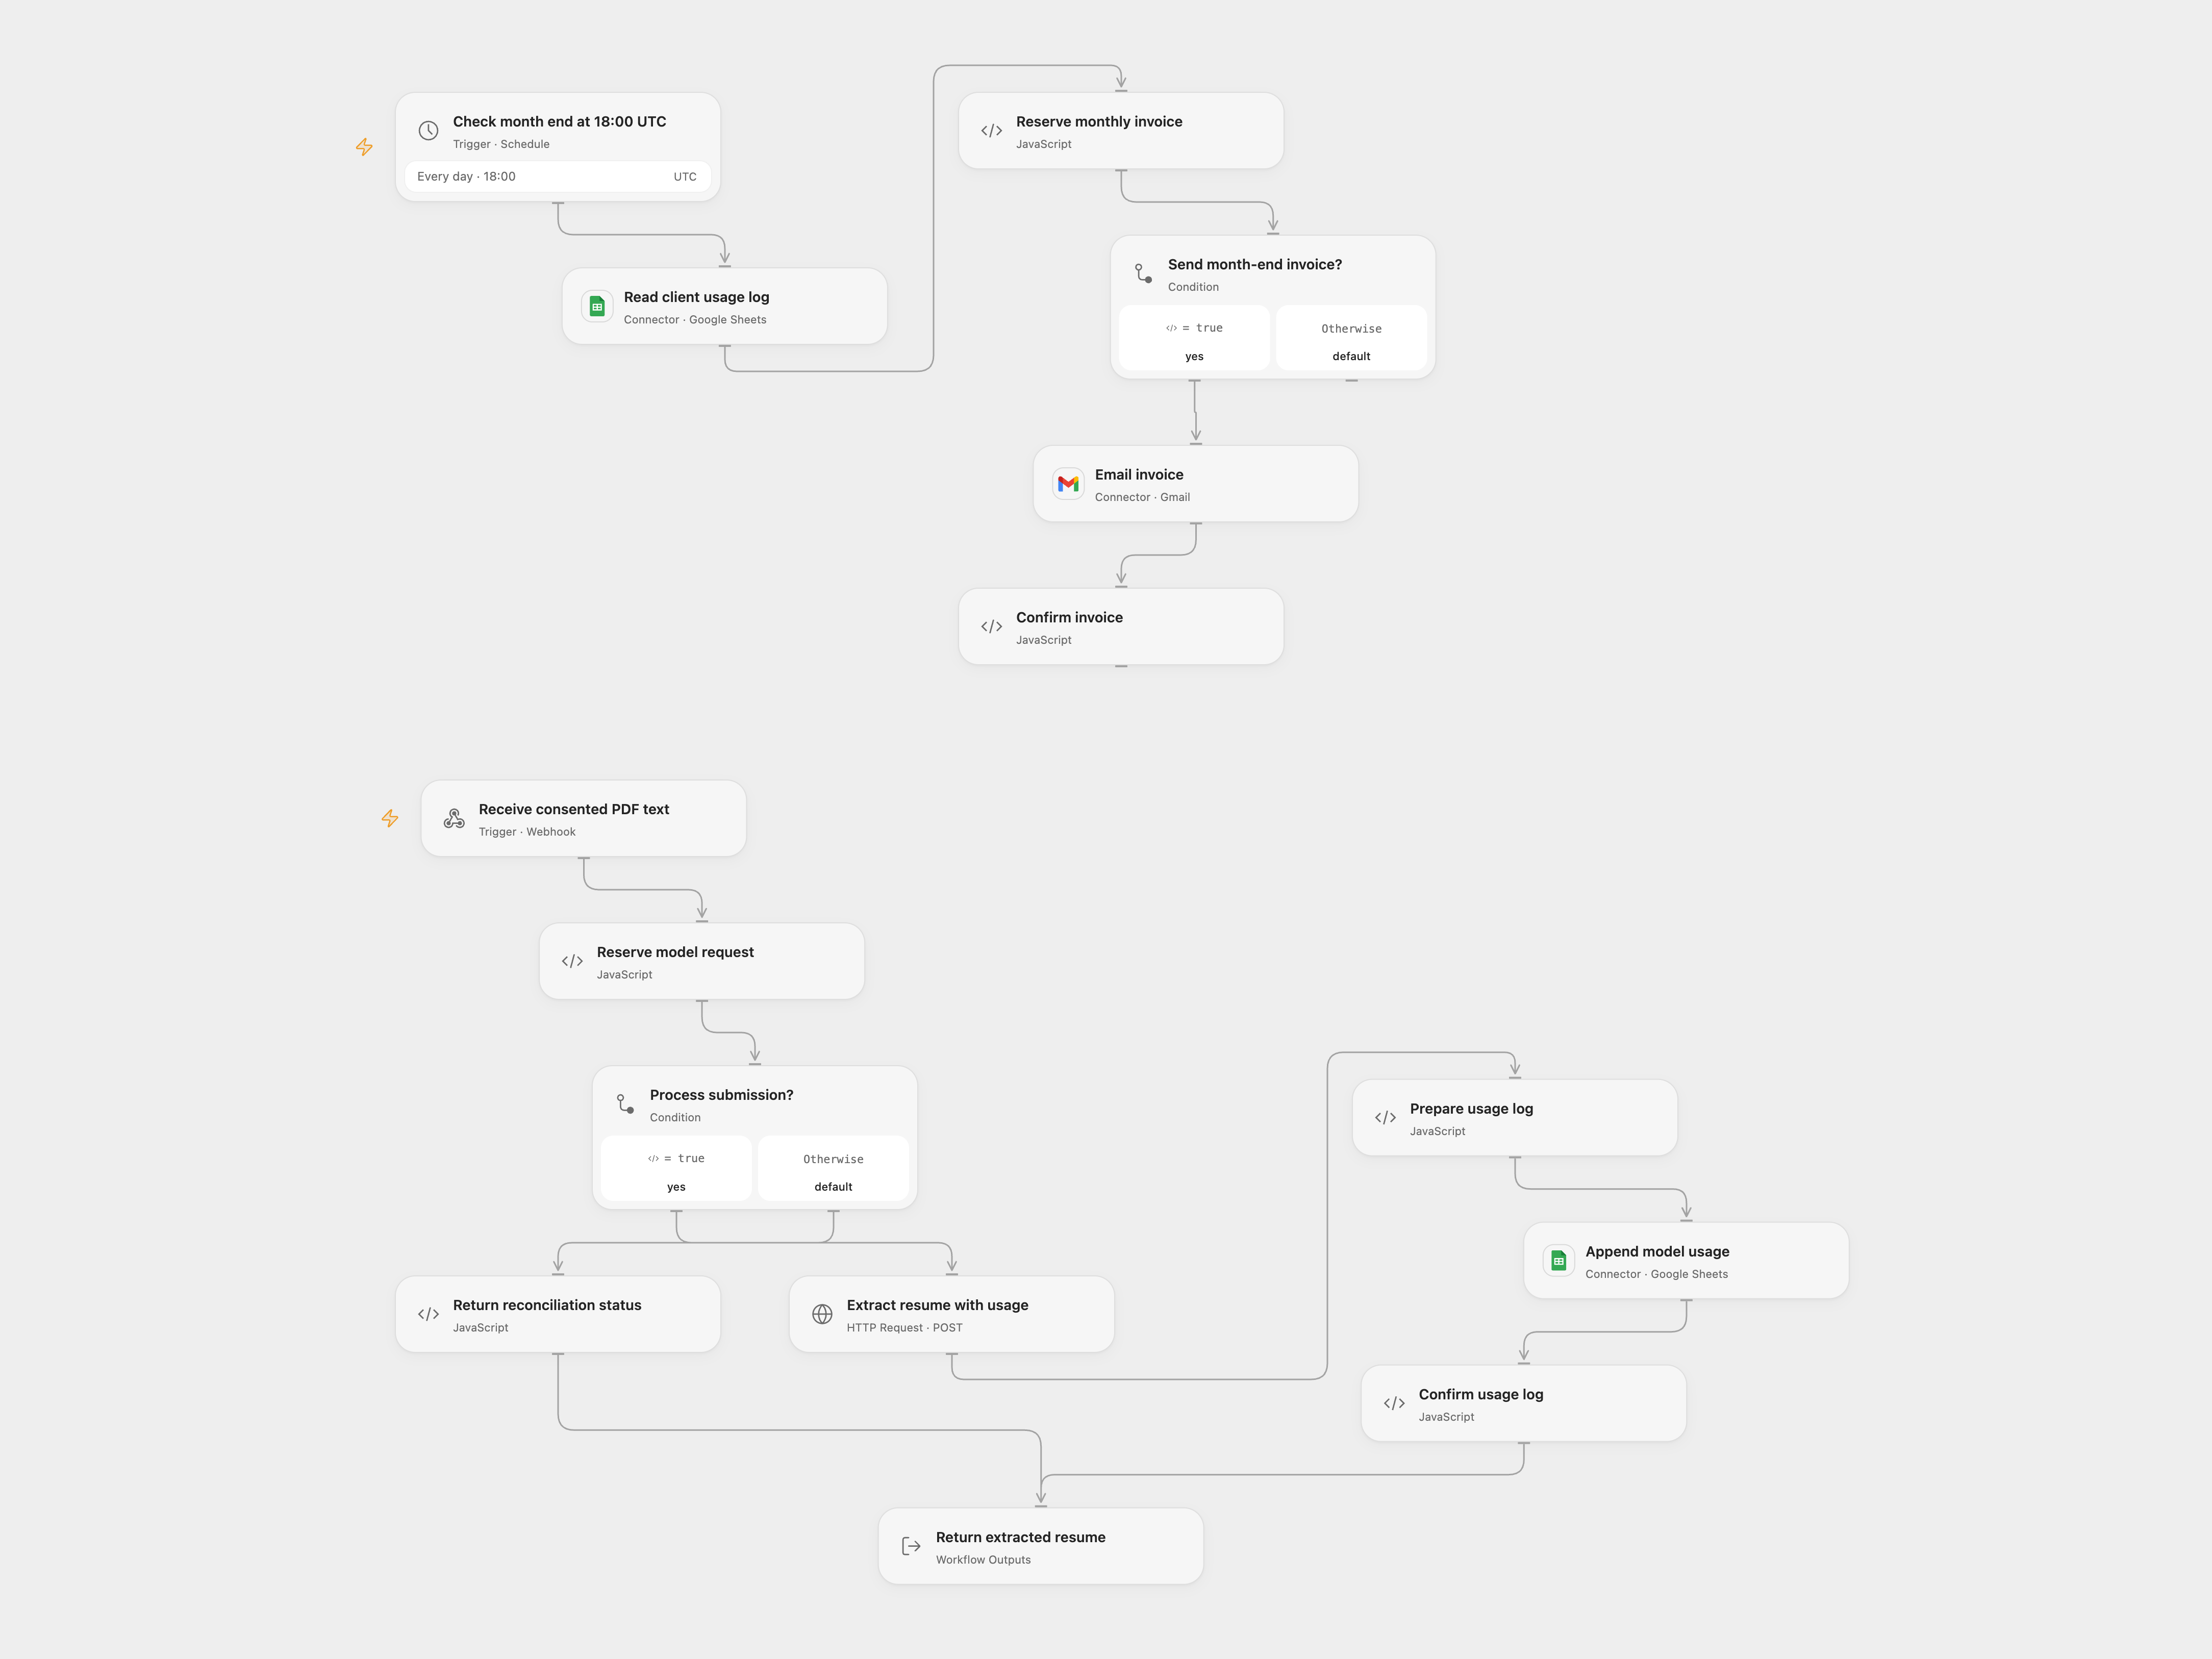 Check month end at 18:00 UTC
Trigger · Schedule
Every day · 18:00 UTC
Read client usage log
Connector · Google Sheets
Reserve monthly invoice
JavaScript
Send month-end invoice?
Condition
</> = true
yes
Otherwise
default
Email invoice
Connector · Gmail
Confirm invoice
JavaScript
Receive consented PDF text
Trigger · Webhook
Reserve model request
JavaScript
Process submission?
Condition
</> = true
yes
Otherwise
default
Return reconciliation status
JavaScript
Extract resume with usage
HTTP Request · POST
Prepare usage log
JavaScript
Append model usage
Connector · Google Sheets
Confirm usage log
JavaScript
Return extracted resume
Workflow Outputs